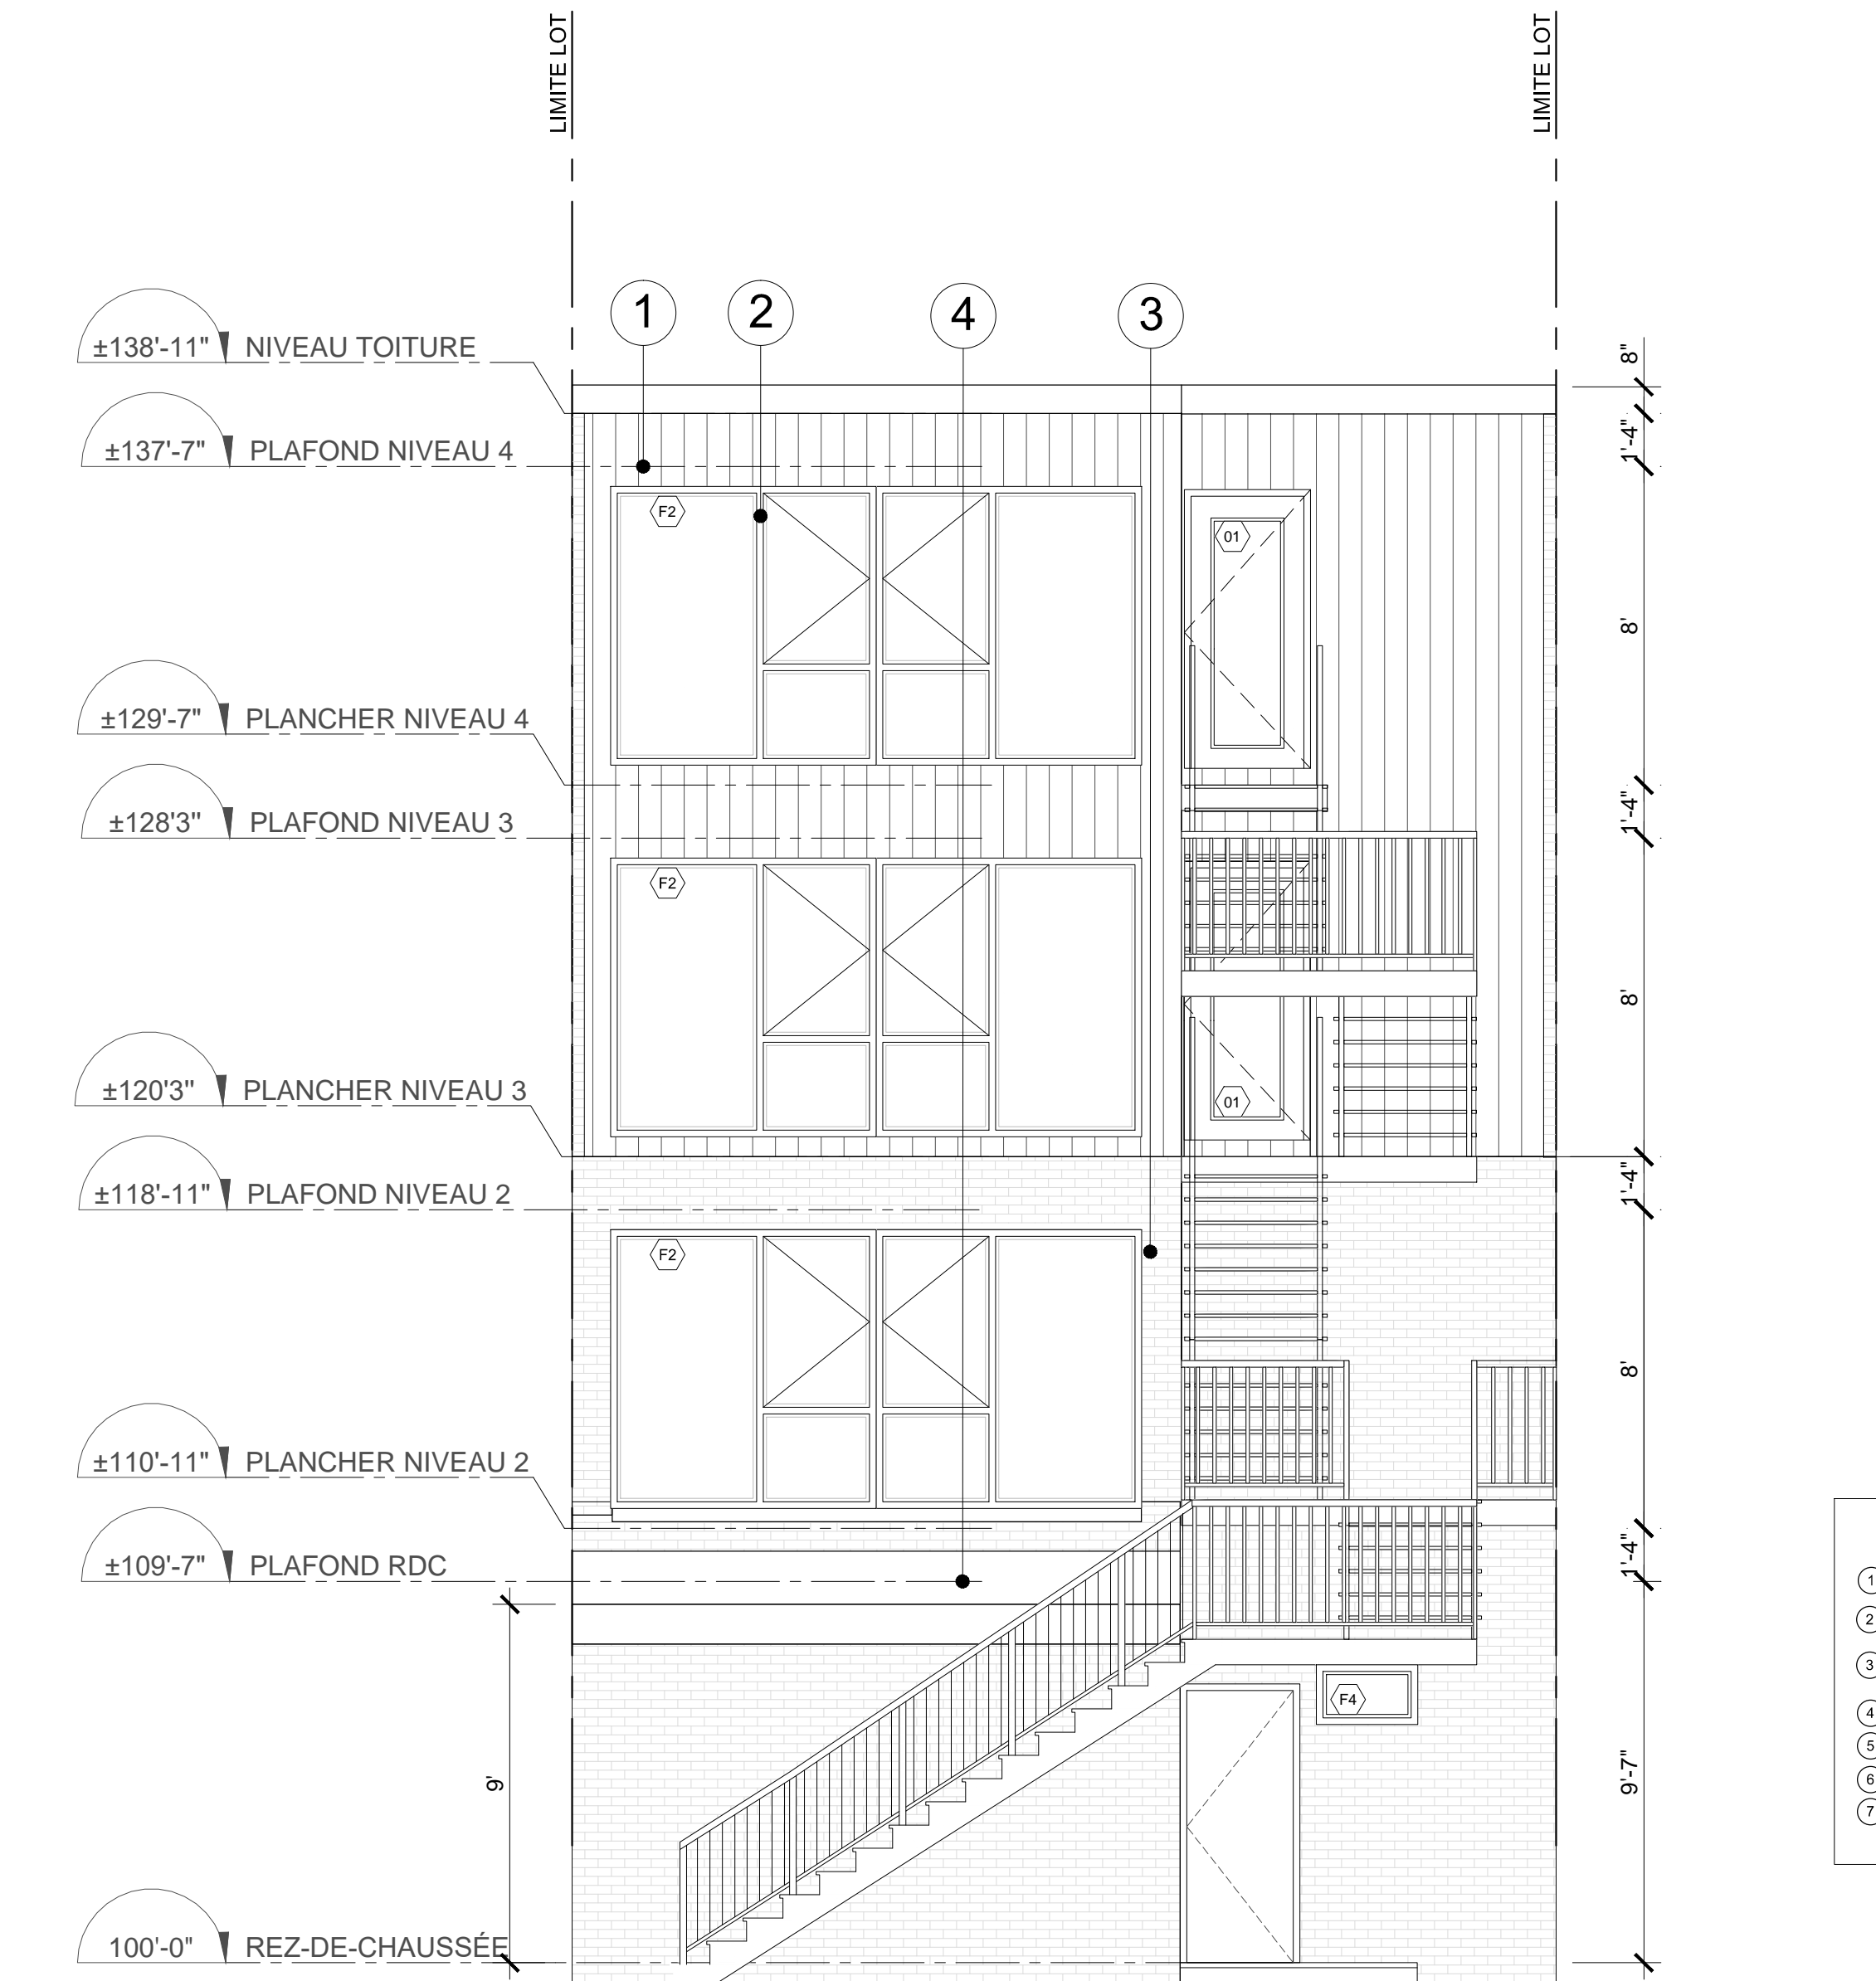 LIMITE LOT
LIMITE LOT
1
2
4
3
±138'-11" NIVEAU TOITURE
8"
±137'-7" PLAFOND NIVEAU 4
1'-4"
F2
01
8'
±129'-7" PLANCHER NIVEAU 4
±128'3" PLAFOND NIVEAU 3
1'-4"
F2
8'
±120'3" PLANCHER NIVEAU 3
01
±118'-11" PLAFOND NIVEAU 2
1'-4"
F2
8'
±110'-11" PLANCHER NIVEAU 2
±109'-7" PLAFOND RDC
1'-4"
1
2
3
F4
4
5
6
7
9'
9'-7"
100'-0" REZ-DE-CHAUSSÉE